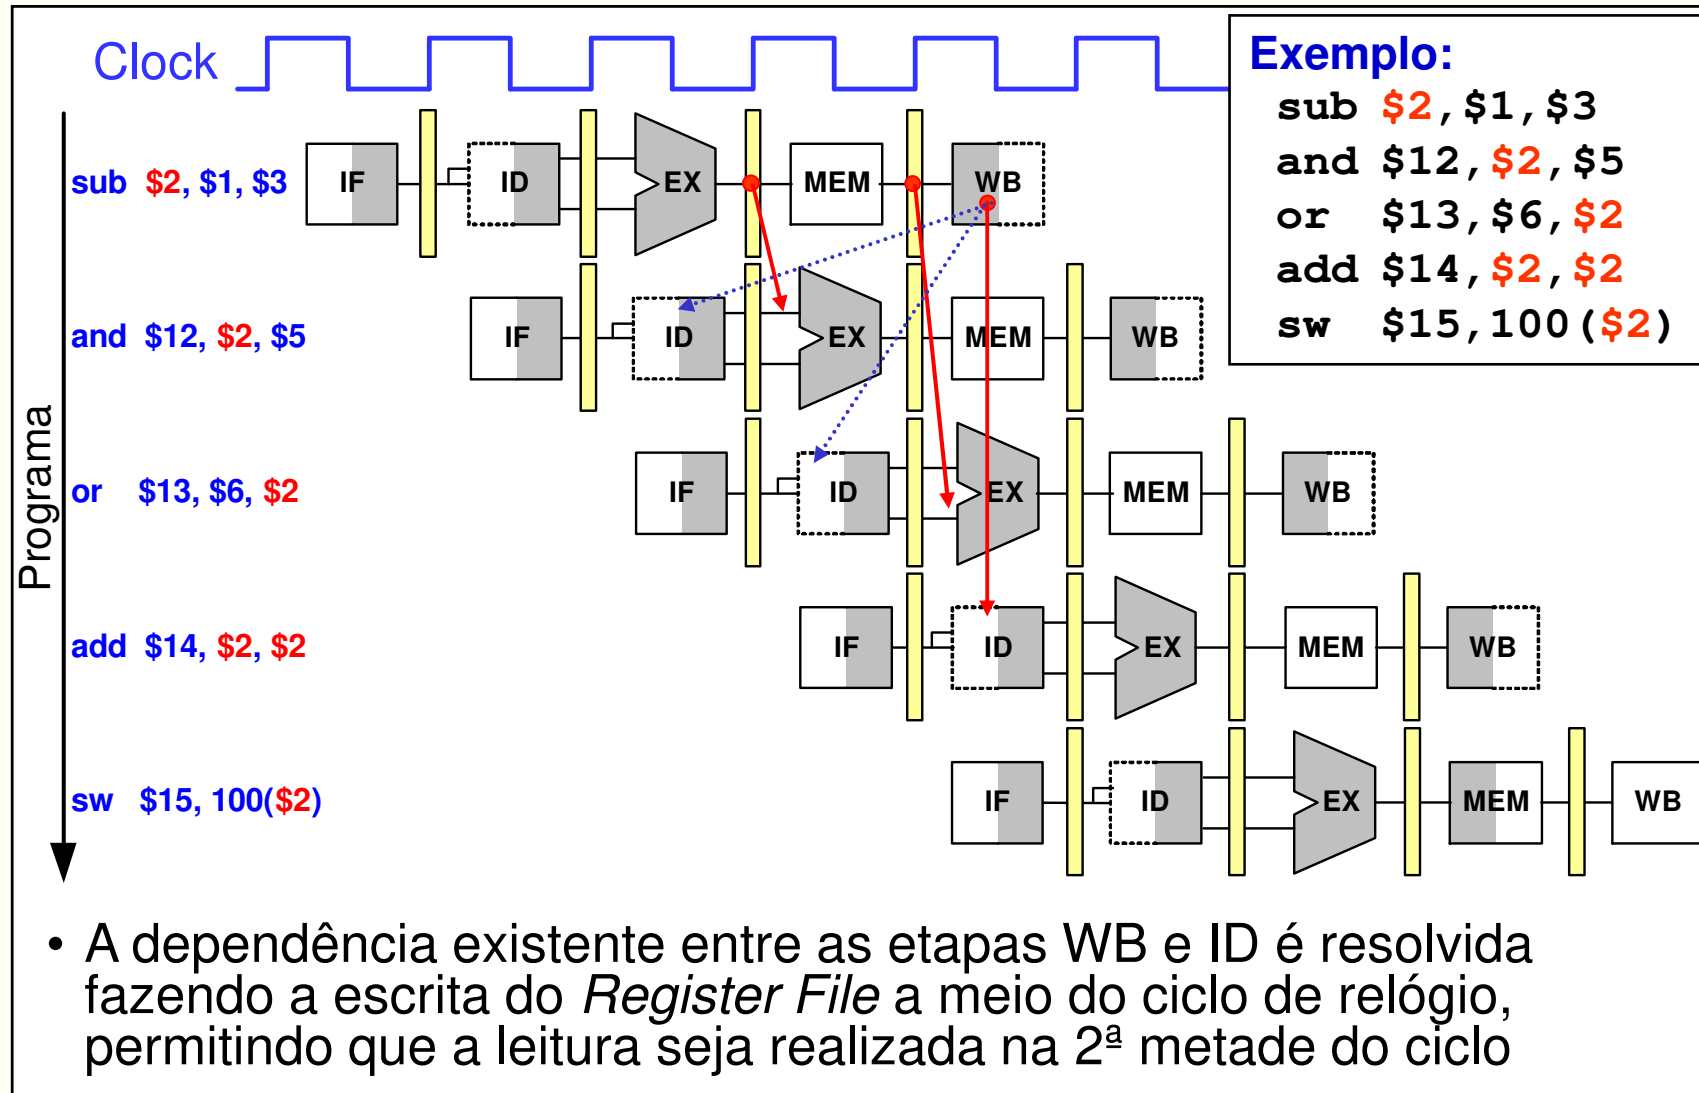 Clock
Exemplo:
sub $2,$1,$3
and $12,$2,$5
or $13,$6,$2
add $14,$2,$2
sw $15,100($2)
Programa
sub $2, $1, $3
IF ID EX MEM WB
and $12, $2, $5
IF ID EX MEM WB
or $13, $6, $2
IF ID EX MEM WB
add $14, $2, $2
IF ID EX MEM WB
sw $15, 100($2)
IF ID EX MEM WB
• A dependência existente entre as etapas WB e ID é resolvida
fazendo a escrita do Register File a meio do ciclo de relógio,
permitindo que a leitura seja realizada na 2ª metade do ciclo